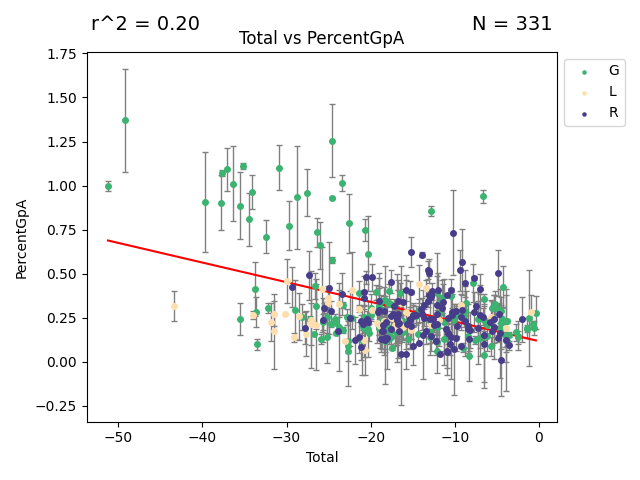 r^2 = 0.20 N = 331
Total vs PercentGpA
1.75
1.50
1.25
1.00
0.75
0.50
0.25
0.00
−0.25
PercentGpA
−50 −40 −30 −20 −10 0
Total
G
L
R